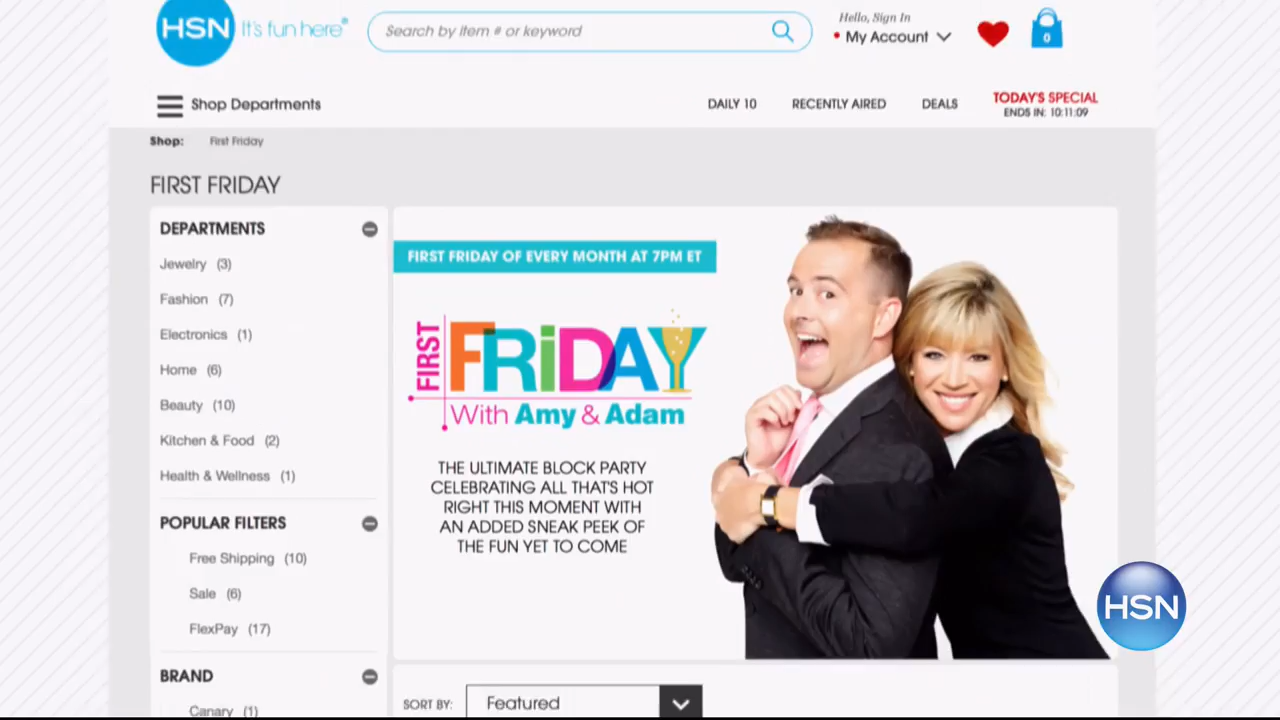 HSN It's fun here®
Search by item # or keyword
Hello, Sign In
My Account
0
Shop Departments
DAILY 10
RECENTLY AIRED
DEALS
TODAY'S SPECIAL
ENDS IN: 10:11:09
Shop: First Friday
FIRST FRIDAY
DEPARTMENTS
Jewelry (3)
Fashion (7)
Electronics (1)
Home (6)
Beauty (10)
Kitchen & Food (2)
Health & Wellness (1)
POPULAR FILTERS
Free Shipping (10)
Sale (6)
FlexPay (17)
BRAND
Canary (1)
FIRST FRIDAY OF EVERY MONTH AT 7PM ET
FIRST FRiDAY
With Amy & Adam
THE ULTIMATE BLOCK PARTY
CELEBRATING ALL THAT'S HOT
RIGHT THIS MOMENT WITH
AN ADDED SNEAK PEEK OF
THE FUN YET TO COME
SORT BY: Featured
HSN